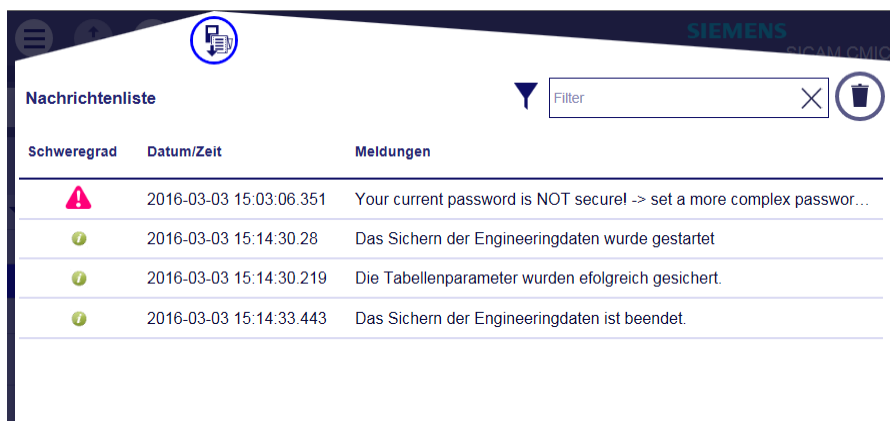 SIEMENS
SICAM CMIC
Nachrichtenliste
Filter
Schweregrad Datum/Zeit Meldungen
2016-03-03 15:03:06.351 Your current password is NOT secure! -> set a more complex passwor...
2016-03-03 15:14:30.28 Das Sichern der Engineeringdaten wurde gestartet
2016-03-03 15:14:30.219 Die Tabellenparameter wurden efolgreich gesichert.
2016-03-03 15:14:33.443 Das Sichern der Engineeringdaten ist beendet.